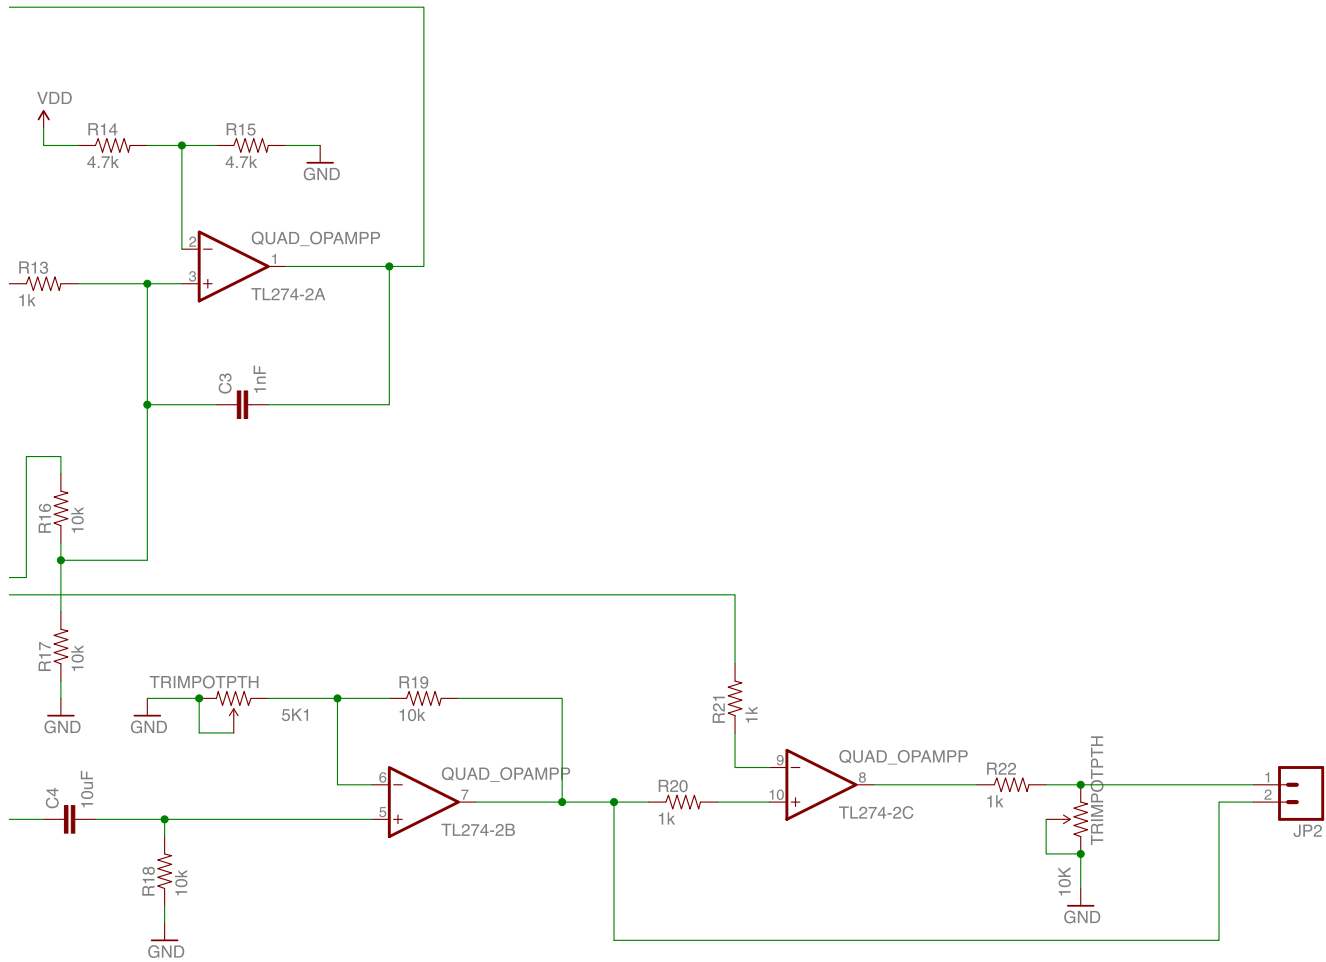 VDD
R14
4.7k
R15
4.7k
GND
QUAD_OPAMPP
2
1
3
TL274-2A
R13
1k
C3
1nF
R16
10k
R17
10k
GND
TRIMPOTPTH
5K1
GND
R19
10k
R21
1k
C4
10uF
QUAD_OPAMPP
6
7
5
TL274-2B
R18
10k
GND
R20
1k
QUAD_OPAMPP
9
8
10
TL274-2C
R22
1k
TRIMPOTPTH
10K
GND
1
2
JP2